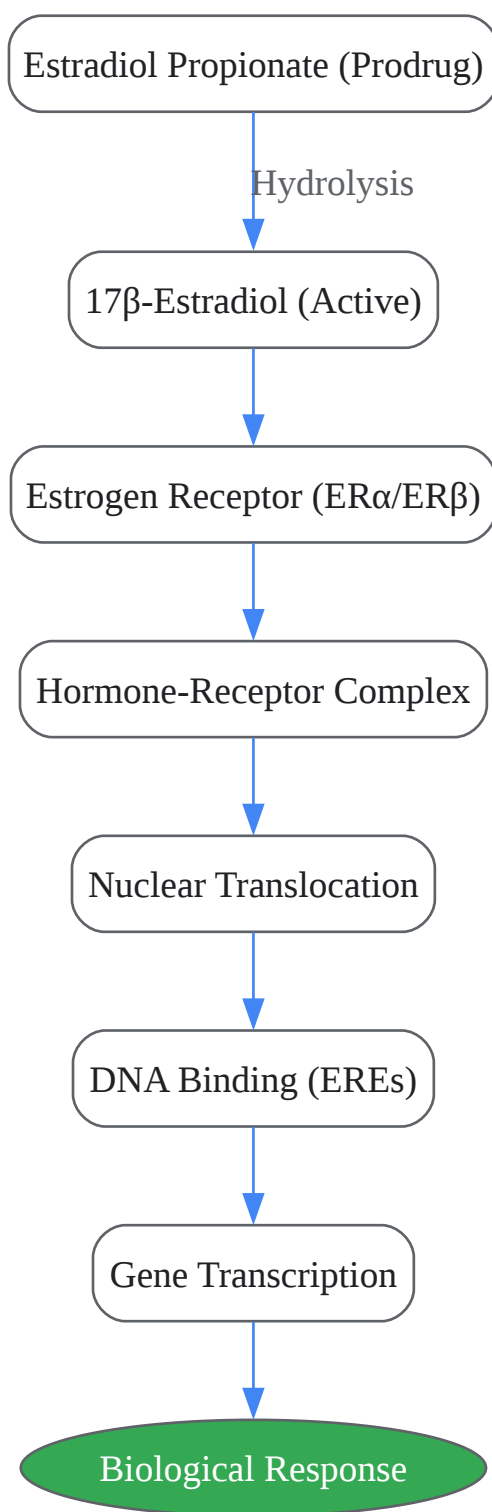 Estradiol Propionate (Prodrug)
Hydrolysis
17β-Estradiol (Active)
Estrogen Receptor (ERα/ERβ)
Hormone-Receptor Complex
Nuclear Translocation
DNA Binding (EREs)
Gene Transcription
Biological Response